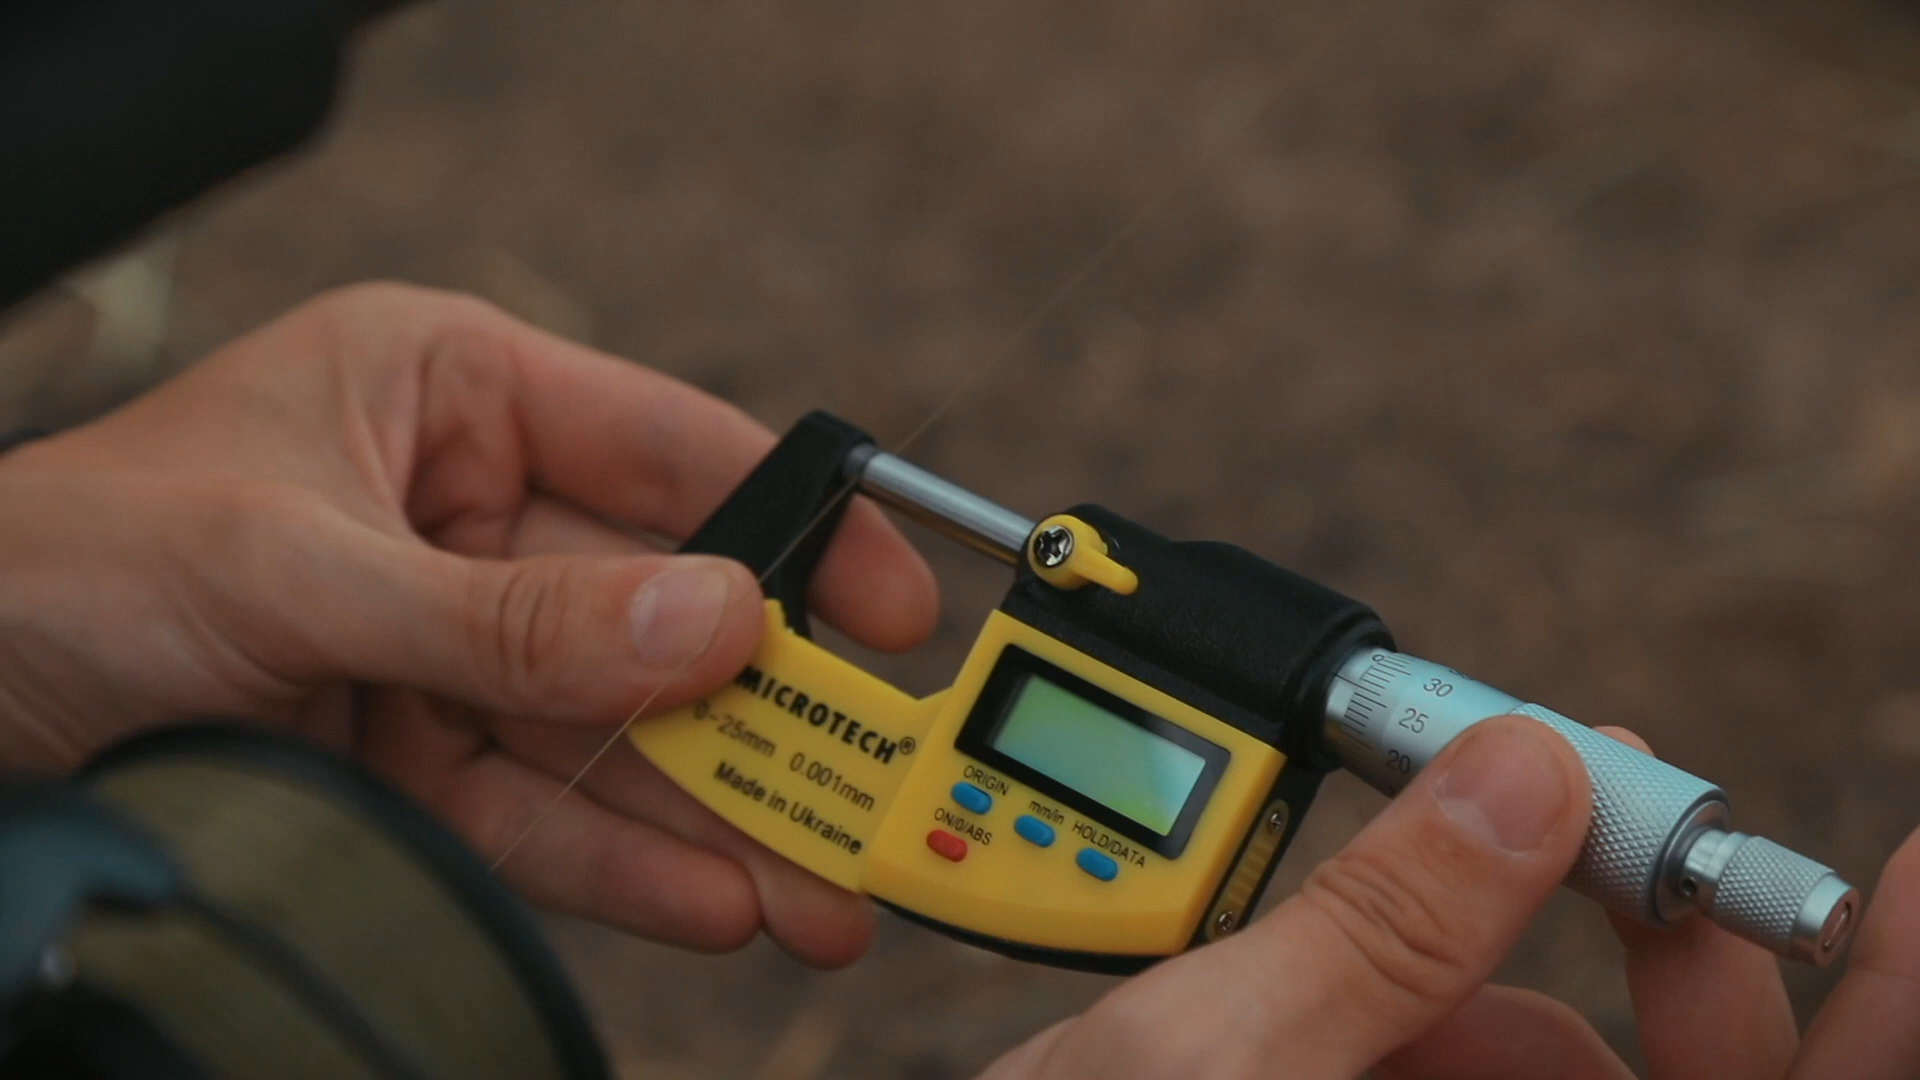 MICROTECH®
0-25mm 0.001mm
Made in Ukraine
ORIGIN
mm/in
ON/0/ABS
HOLD/DATA
0
30
25
20